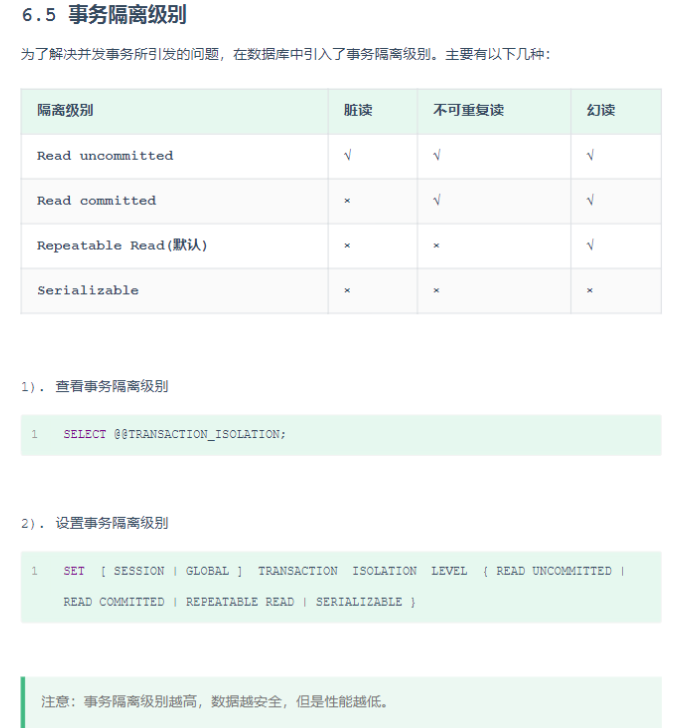 6.5 事务隔离级别
为了解决并发事务所引发的问题，在数据库中引入了事务隔离级别。主要有以下几种：
隔离级别 脏读 不可重复读 幻读
Read uncommitted √ √ √
Read committed × √ √
Repeatable Read(默认) × × √
Serializable × × ×
1). 查看事务隔离级别
1 SELECT @@TRANSACTION_ISOLATION;
2). 设置事务隔离级别
1 SET [ SESSION | GLOBAL ] TRANSACTION ISOLATION LEVEL { READ UNCOMMITTED |
READ COMMITTED | REPEATABLE READ | SERIALIZABLE }
注意：事务隔离级别越高，数据越安全，但是性能越低。